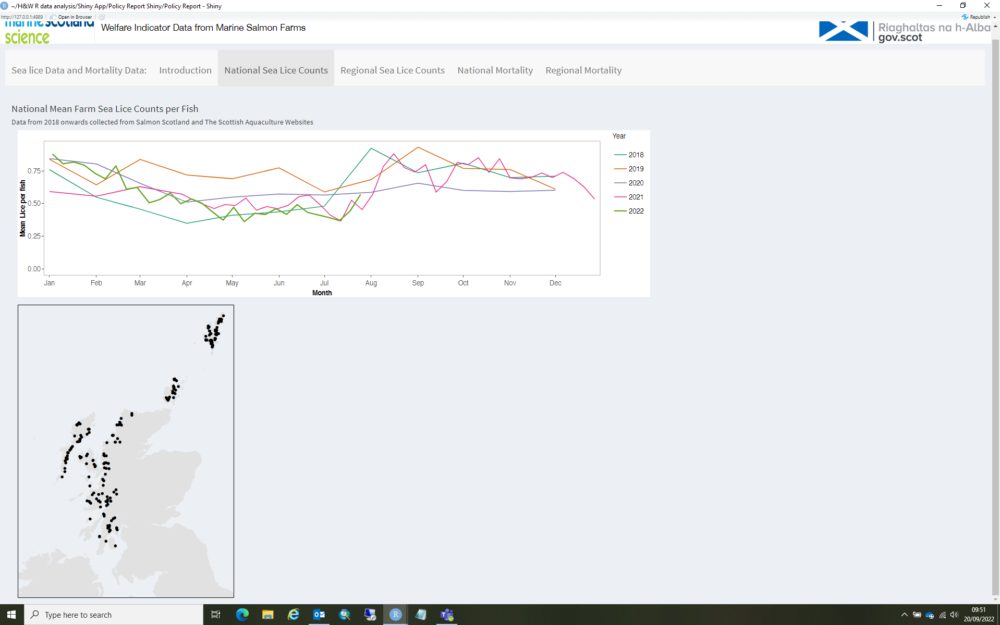 ~/H&W R data analysis/Shiny App/Policy Report Shiny/Policy Report - Shiny
http://127.0.0.1:4989 Open in Browser Republish
marinescotland
science
Welfare Indicator Data from Marine Salmon Farms
Riaghaltas na h-Alba
gov.scot
Sea lice Data and Mortality Data: Introduction National Sea Lice Counts Regional Sea Lice Counts National Mortality Regional Mortality
National Mean Farm Sea Lice Counts per Fish
Data from 2018 onwards collected from Salmon Scotland and The Scottish Aquaculture Websites
Year
2018
2019
2020
2021
2022
Mean Lice per fish
0.75
0.50
0.25
0.00
Jan Feb Mar Apr May Jun Jul Aug Sep Oct Nov Dec
Month
Type here to search
09:51
20/09/2022